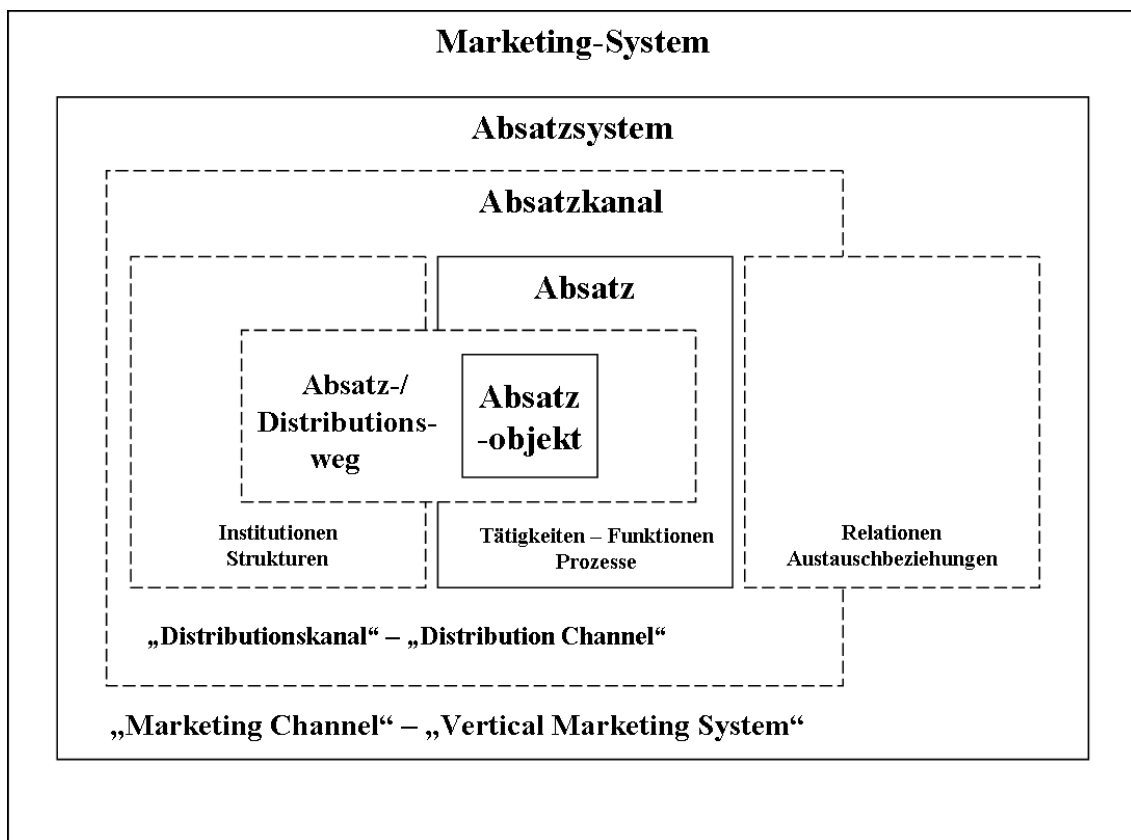 Marketing-System
Absatzsystem
Absatzkanal
Absatz
Absatz-/
Distributions-
weg
Absatz
-objekt
Institutionen
Strukturen
Tätigkeiten – Funktionen
Prozesse
Relationen
Austauschbeziehungen
„Distributionskanal“ – „Distribution Channel“
„Marketing Channel“ – „Vertical Marketing System“